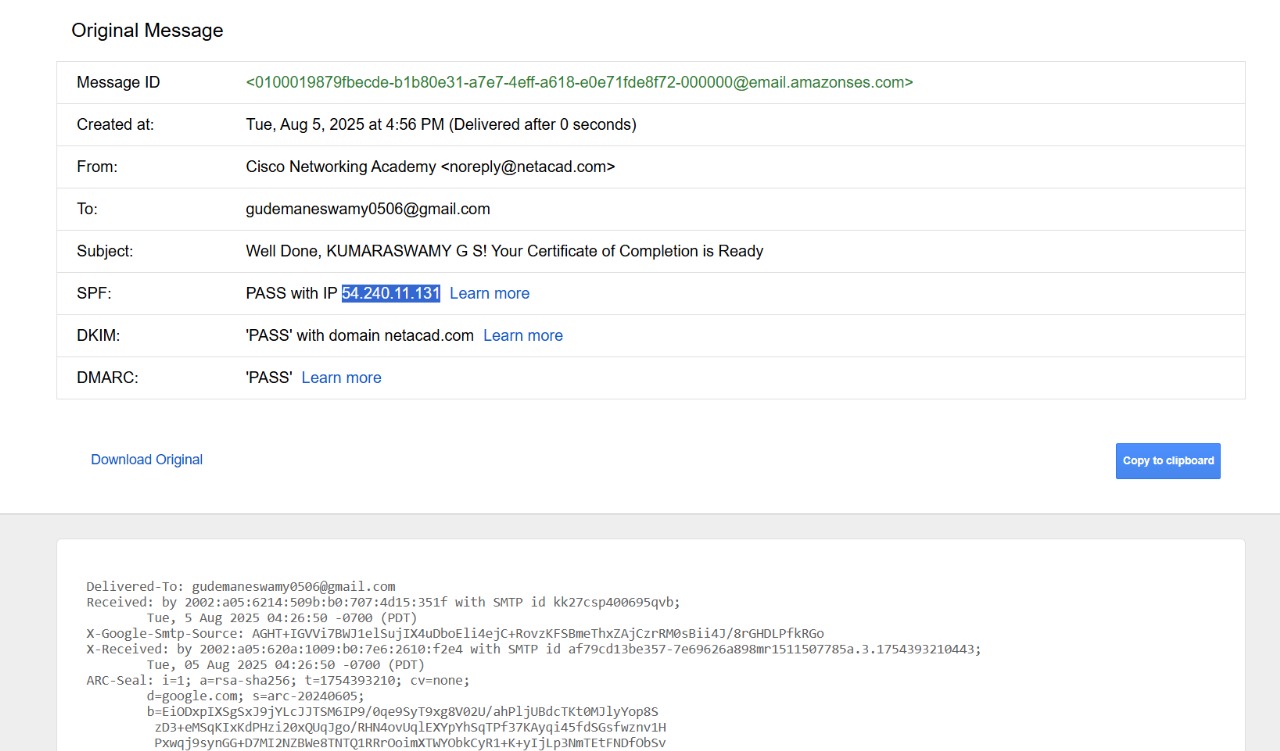 Original Message
Message ID <0100019879fbecde-b1b80e31-a7e7-4eff-a618-e0e71fde8f72-000000@email.amazonses.com>
Created at: Tue, Aug 5, 2025 at 4:56 PM (Delivered after 0 seconds)
From: Cisco Networking Academy <noreply@netacad.com>
To: gudemaneswamy0506@gmail.com
Subject: Well Done, KUMARASWAMY G S! Your Certificate of Completion is Ready
SPF: PASS with IP 54.240.11.131 Learn more
DKIM: 'PASS' with domain netacad.com Learn more
DMARC: 'PASS' Learn more
Download Original Copy to clipboard
Delivered-To: gudemaneswamy0506@gmail.com
Received: by 2002:a05:6214:509b:b0:707:4d15:351f with SMTP id kk27csp400695qvb;
Tue, 5 Aug 2025 04:26:50 -0700 (PDT)
X-Google-Smtp-Source: AGHT+IGVVi7BWJ1elSujIX4uDboEli4ejC+RovzKFSBmeThxZAjCzrRM0sBii4J/8rGHDLPfkRGo
X-Received: by 2002:a05:620a:1009:b0:7e6:2610:f2e4 with SMTP id af79cd13be357-7e69626a898mr1511507785a.3.1754393210443;
Tue, 05 Aug 2025 04:26:50 -0700 (PDT)
ARC-Seal: i=1; a=rsa-sha256; t=1754393210; cv=none;
d=google.com; s=arc-20240605;
b=EiODxpIXSgSxJ9jYLcJJTSM6IP9/0qe9SyT9xg8V02U/ahPljUBdcTKt0MJlyYop8S
zD3+eMSqKIxKdPHzi20xQUqJgo/RHN4ovUqlEXYpYhSqTPf37KAyqi45fdSGsfwznv1H
Pxwqj9synGG+D7MI2NZBWe8TNTQ1RRrOoimXTWYObkCyR1+K+yIjLp3NmTEtFNDfObSv